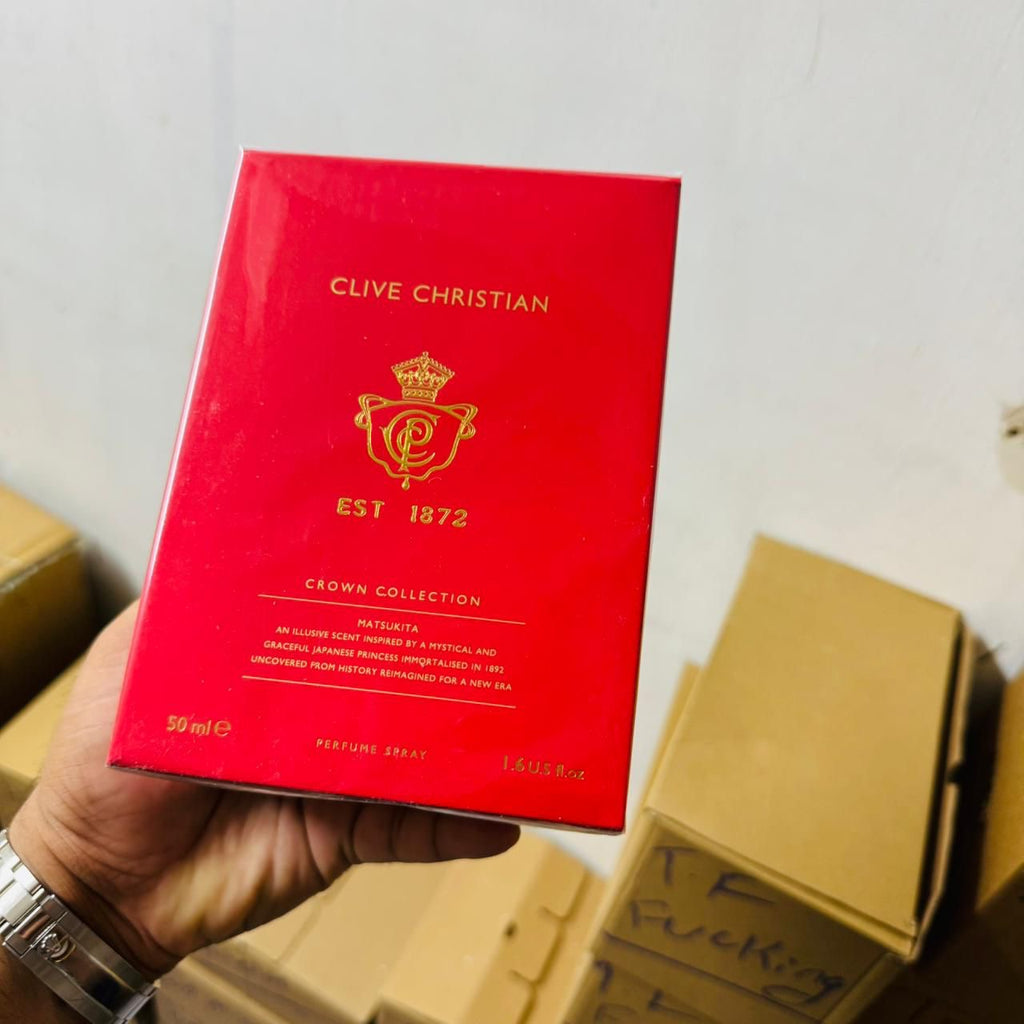 CLIVE CHRISTIAN
EST 1872
CROWN COLLECTION
MATSUKITA
AN ILLUSIVE SCENT INSPIRED BY A MYSTICAL AND
GRACEFUL JAPANESE PRINCESS IMMORTALISED IN 1892
UNCOVERED FROM HISTORY REIMAGINED FOR A NEW ERA
50 ml ℮
PERFUME SPRAY
1.6 U.S fl.oz
T.F
Fucking